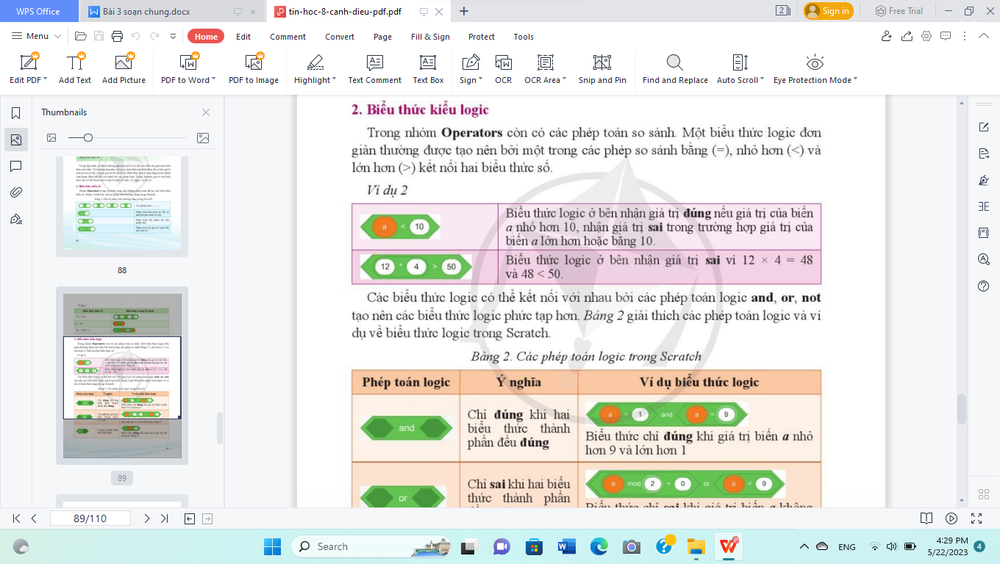 WPS Office
Bài 3 soạn chung.docx
tin-hoc-8-canh-dieu-pdf.pdf
2
Sign in
Free Trial
Menu
Home
Edit
Comment
Convert
Page
Fill & Sign
Protect
Tools
Edit PDF
Add Text
Add Picture
PDF to Word
PDF to Image
Highlight
Text Comment
Text Box
Sign
OCR
OCR Area
Snip and Pin
Find and Replace
Auto Scroll
Eye Protection Mode
Thumbnails
88
89
2. Biểu thức kiểu logic
Trong nhóm Operators còn có các phép toán so sánh. Một biểu thức logic đơn
giản thường được tạo nên bởi một trong các phép so sánh bằng (=), nhỏ hơn (<) và
lớn hơn (>) kết nối hai biểu thức số.
Ví dụ 2
a < 10
Biểu thức logic ở bên nhận giá trị đúng nếu giá trị của biến
a nhỏ hơn 10, nhận giá trị sai trong trường hợp giá trị của
biến a lớn hơn hoặc bằng 10.
12 * 4 > 50
Biểu thức logic ở bên nhận giá trị sai vì 12 × 4 = 48
và 48 < 50.
Các biểu thức logic có thể kết nối với nhau bởi các phép toán logic and, or, not
tạo nên các biểu thức logic phức tạp hơn. Bảng 2 giải thích các phép toán logic và ví
dụ về biểu thức logic trong Scratch.
Bảng 2. Các phép toán logic trong Scratch
Phép toán logic
Ý nghĩa
Ví dụ biểu thức logic
and
Chỉ đúng khi hai
biểu thức thành
phần đều đúng
a > 1 and a < 9
Biểu thức chỉ đúng khi giá trị biến a nhỏ
hơn 9 và lớn hơn 1
or
Chỉ sai khi hai biểu
thức thành phần
a mod 2 = 0 or a < 9
Biểu thức chỉ sai khi giá trị biến a không
89/110
Search
ENG
4:29 PM
5/22/2023
4